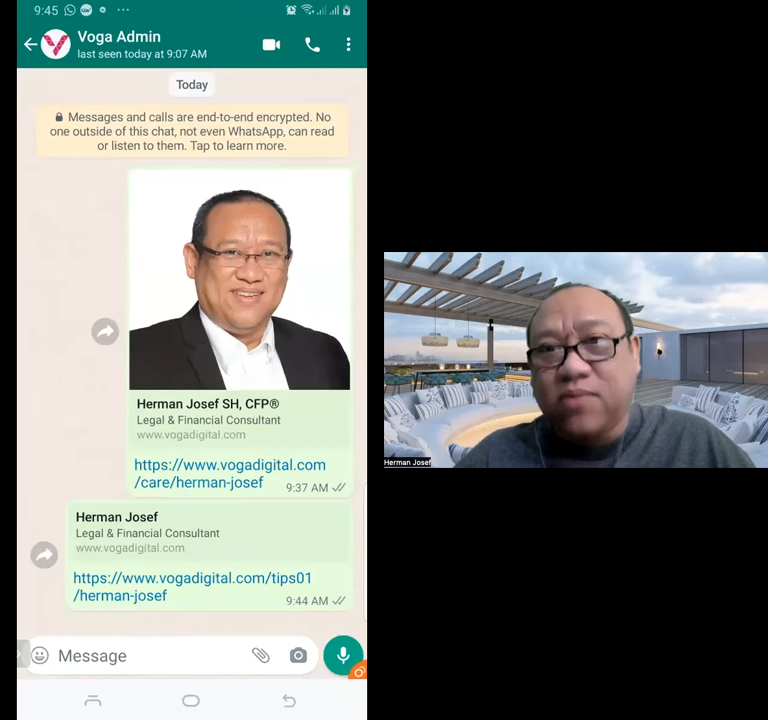 9:45
Voga Admin
last seen today at 9:07 AM
Today
Messages and calls are end-to-end encrypted. No
one outside of this chat, not even WhatsApp, can read
or listen to them. Tap to learn more.
Herman Josef SH, CFP®
Legal & Financial Consultant
www.vogadigital.com
https://www.vogadigital.com
/care/herman-josef
9:37 AM
Herman Josef
Legal & Financial Consultant
www.vogadigital.com
https://www.vogadigital.com/tips01
/herman-josef
9:44 AM
Message
Herman Josef